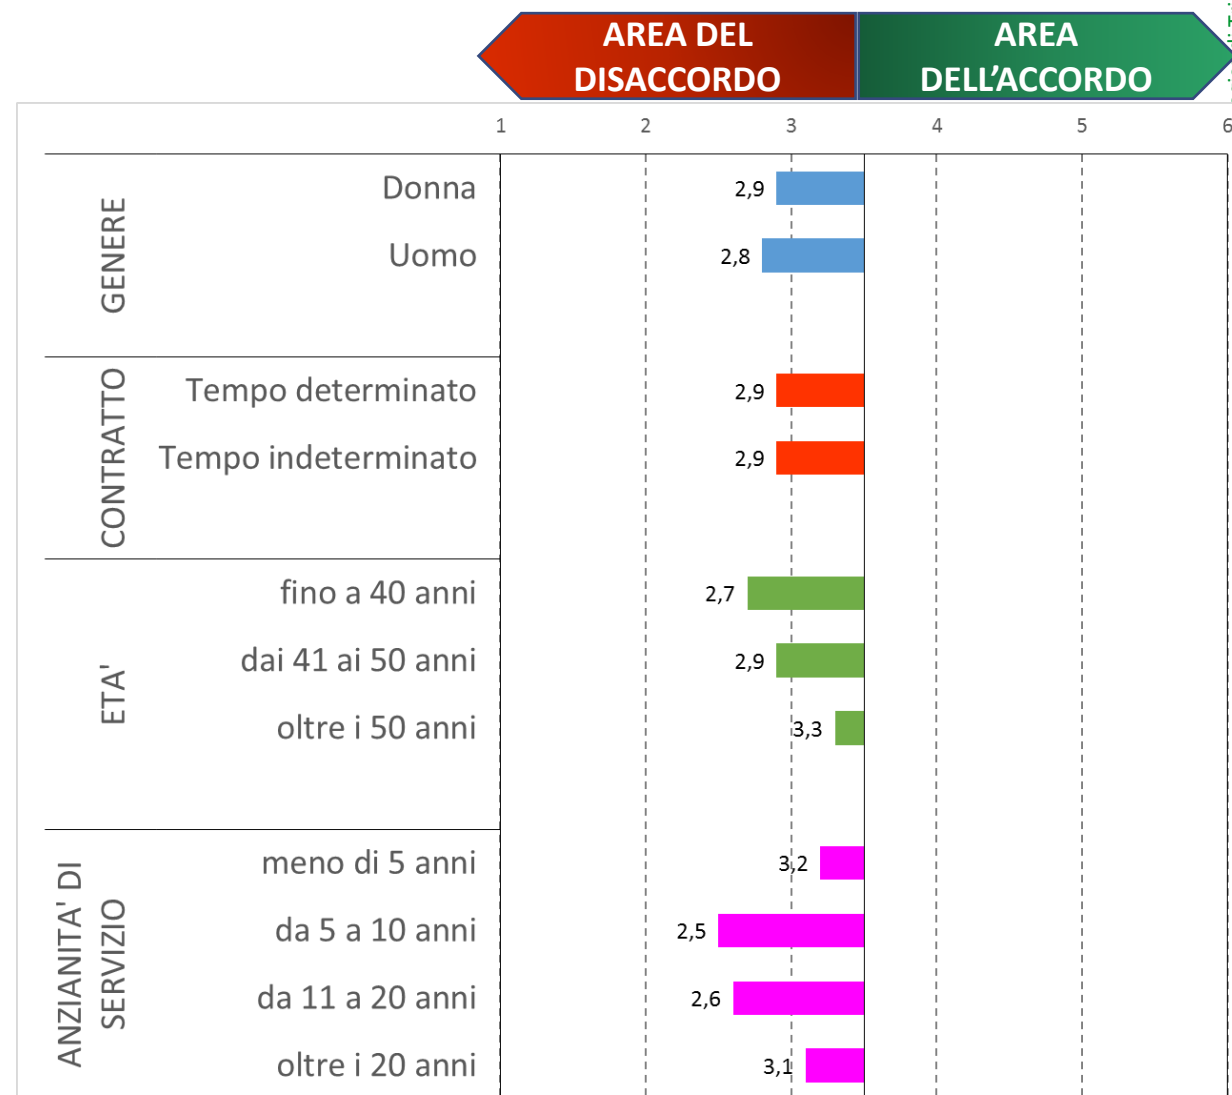 AREA DEL
DISACCORDO
AREA
DELL'ACCORDO
1 2 3 4 5 6
GENERE
Donna 2,9
Uomo 2,8
CONTRATTO
Tempo determinato 2,9
Tempo indeterminato 2,9
ETA'
fino a 40 anni 2,7
dai 41 ai 50 anni 2,9
oltre i 50 anni 3,3
ANZIANITA' DI
SERVIZIO
meno di 5 anni 3,2
da 5 a 10 anni 2,5
da 11 a 20 anni 2,6
oltre i 20 anni 3,1